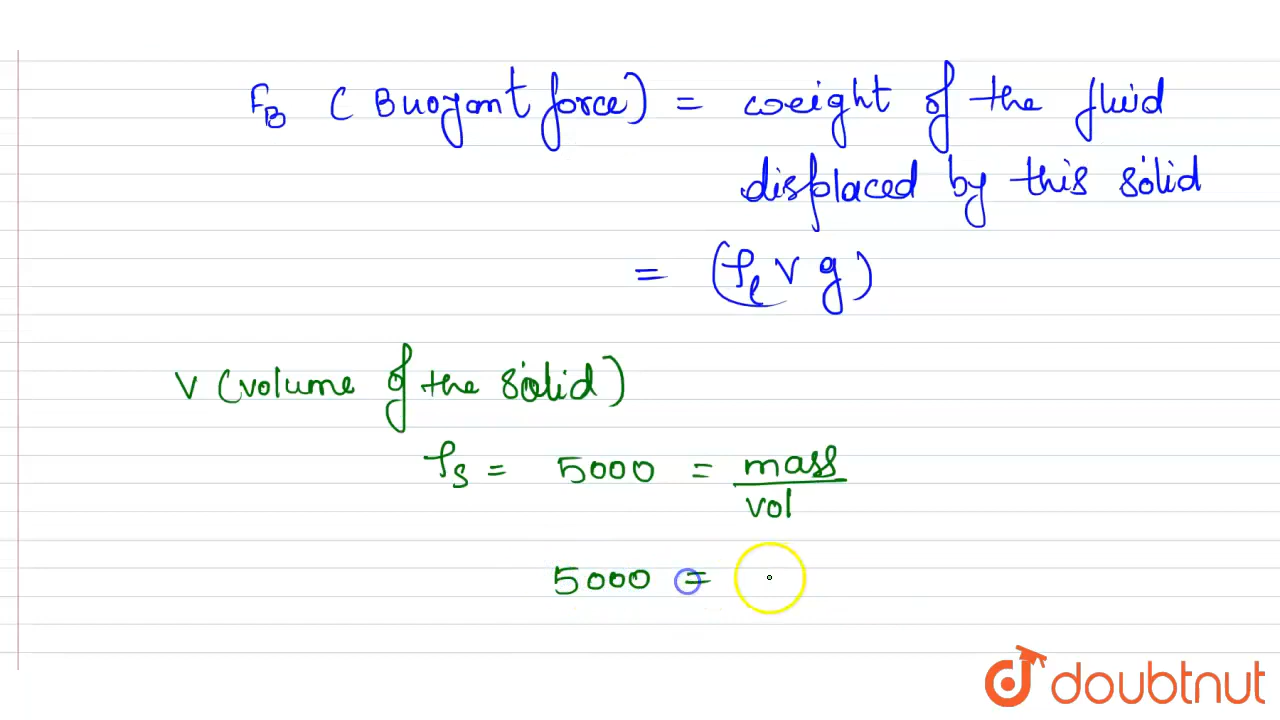 F_B ( Buoyant force) = weight of the fluid
displaced by this solid
= (ρ_l V g)
V (volume of the solid)
ρ_s = 5000 = mass / vol
5000 =
doubtnut